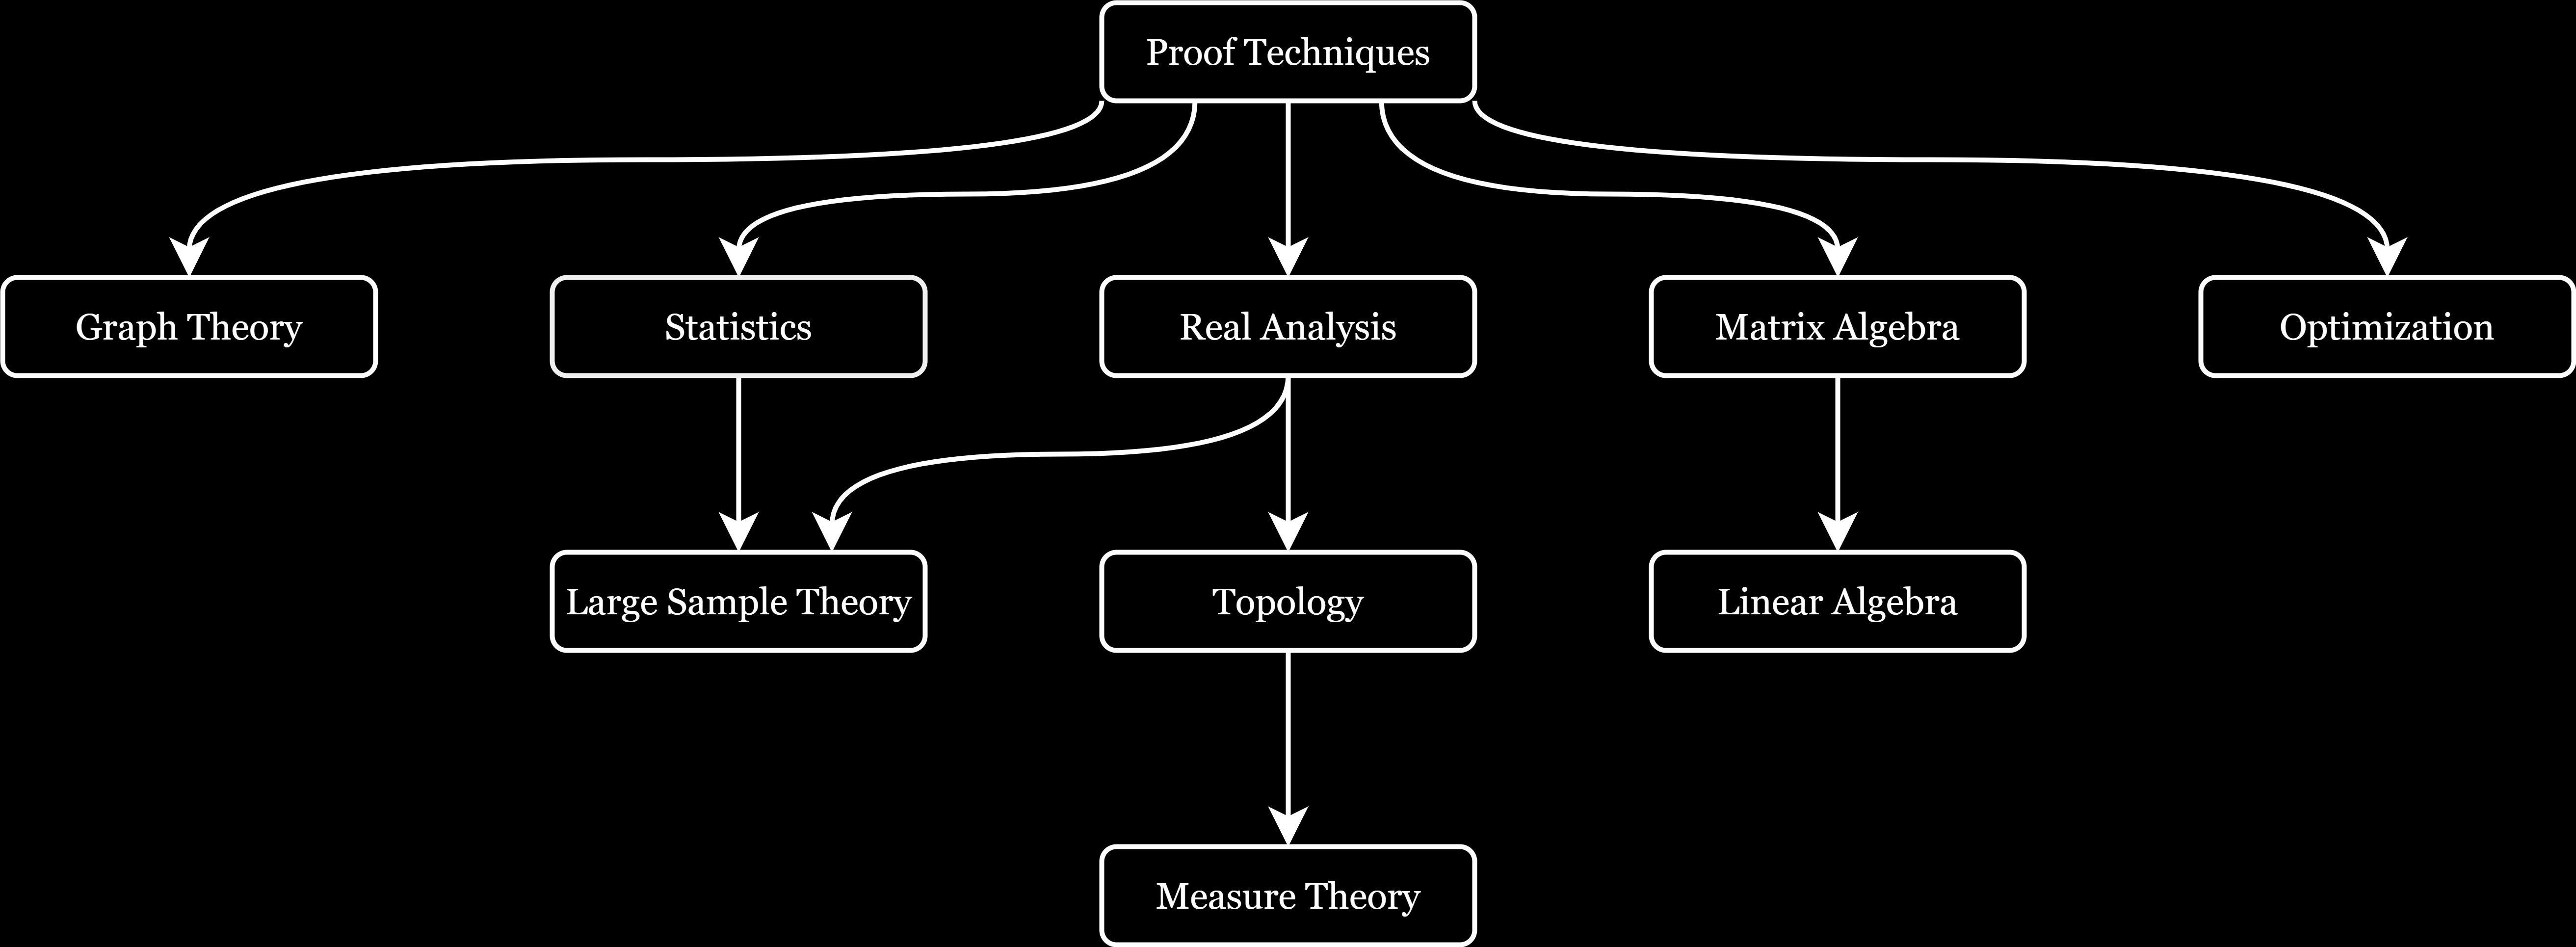 Proof Techniques
Graph Theory
Statistics
Real Analysis
Matrix Algebra
Optimization
Large Sample Theory
Topology
Linear Algebra
Measure Theory